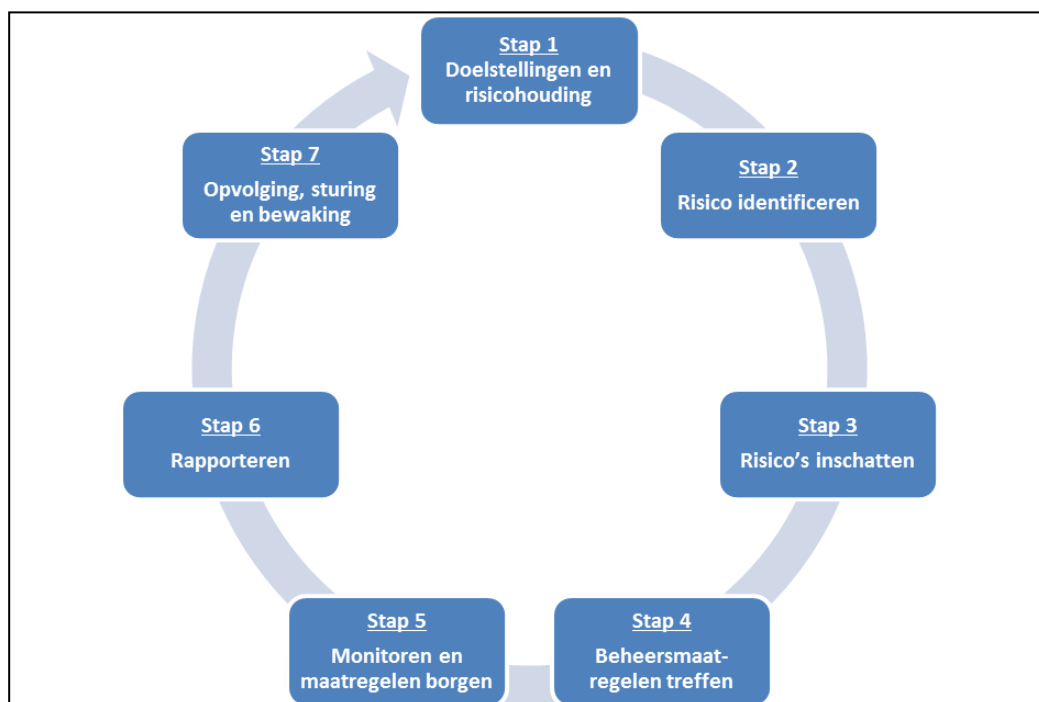 Stap 1
Doelstellingen en
risicohouding
Stap 2
Risico identificeren
Stap 3
Risico’s inschatten
Stap 4
Beheersmaat-
regelen treffen
Stap 5
Monitoren en
maatregelen borgen
Stap 6
Rapporteren
Stap 7
Opvolging, sturing
en bewaking